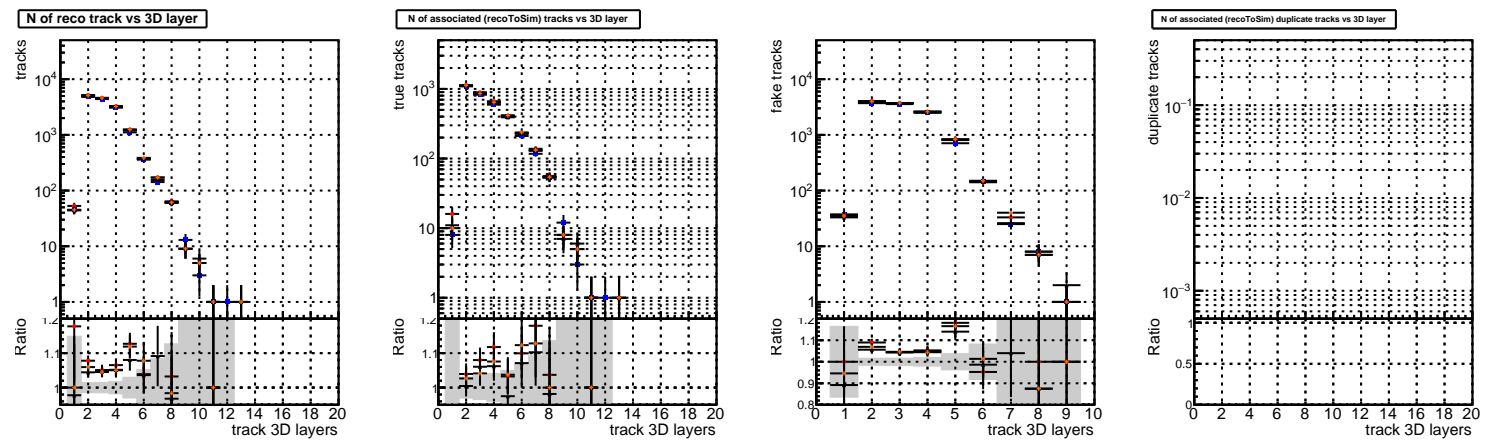 N of reco track vs 3D layer
tracks
10⁴
10³
10²
10
1
Ratio
1.2
1.1
1
0 2 4 6 8 10 12 14 16 18 20
track 3D layers
N of associated (recoToSim) tracks vs 3D layer
true tracks
10³
10²
10
1
Ratio
1.2
1.1
1
0 2 4 6 8 10 12 14 16 18 20
track 3D layers
fake tracks
10⁴
10³
10²
10
1
Ratio
1.2
1.1
1
0.9
0.8
0 1 2 3 4 5 6 7 8 9 10
track 3D layers
N of associated (recoToSim) duplicate tracks vs 3D layer
duplicate tracks
10⁻¹
10⁻²
10⁻³
Ratio
1
0.5
0
0 2 4 6 8 10 12 14 16 18 20
track 3D layers